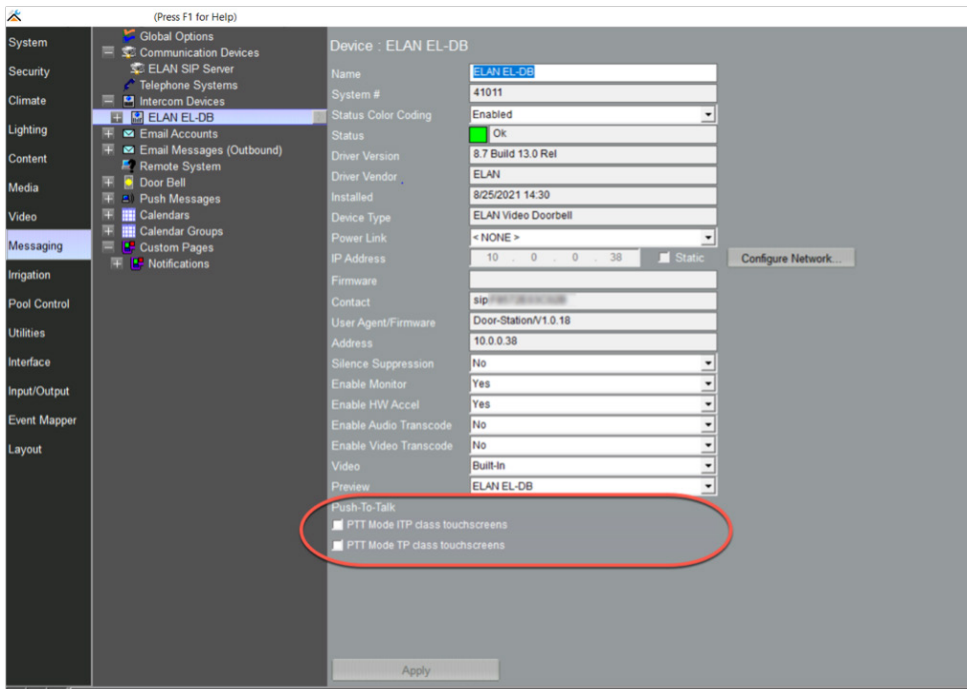 (Press F1 for Help)
System
Security
Climate
Lighting
Content
Media
Video
Messaging
Irrigation
Pool Control
Utilities
Interface
Input/Output
Event Mapper
Layout
Global Options
Communication Devices
ELAN SIP Server
Telephone Systems
Intercom Devices
ELAN EL-DB
Email Accounts
Email Messages (Outbound)
Remote System
Door Bell
Push Messages
Calendars
Calendar Groups
Custom Pages
Notifications
Device : ELAN EL-DB
Name ELAN EL-DB
System # 41011
Status Color Coding Enabled
Status Ok
Driver Version 8.7 Build 13.0 Rel
Driver Vendor ELAN
Installed 8/25/2021 14:30
Device Type ELAN Video Doorbell
Power Link < NONE >
IP Address 10 . 0 . 0 . 38 Static Configure Network...
Firmware
Contact sip
User Agent/Firmware Door-Station/V1.0.18
Address 10.0.0.38
Silence Suppression No
Enable Monitor Yes
Enable HW Accel Yes
Enable Audio Transcode No
Enable Video Transcode No
Video Built-In
Preview ELAN EL-DB
Push-To-Talk
PTT Mode ITP class touchscreens
PTT Mode TP class touchscreens
Apply